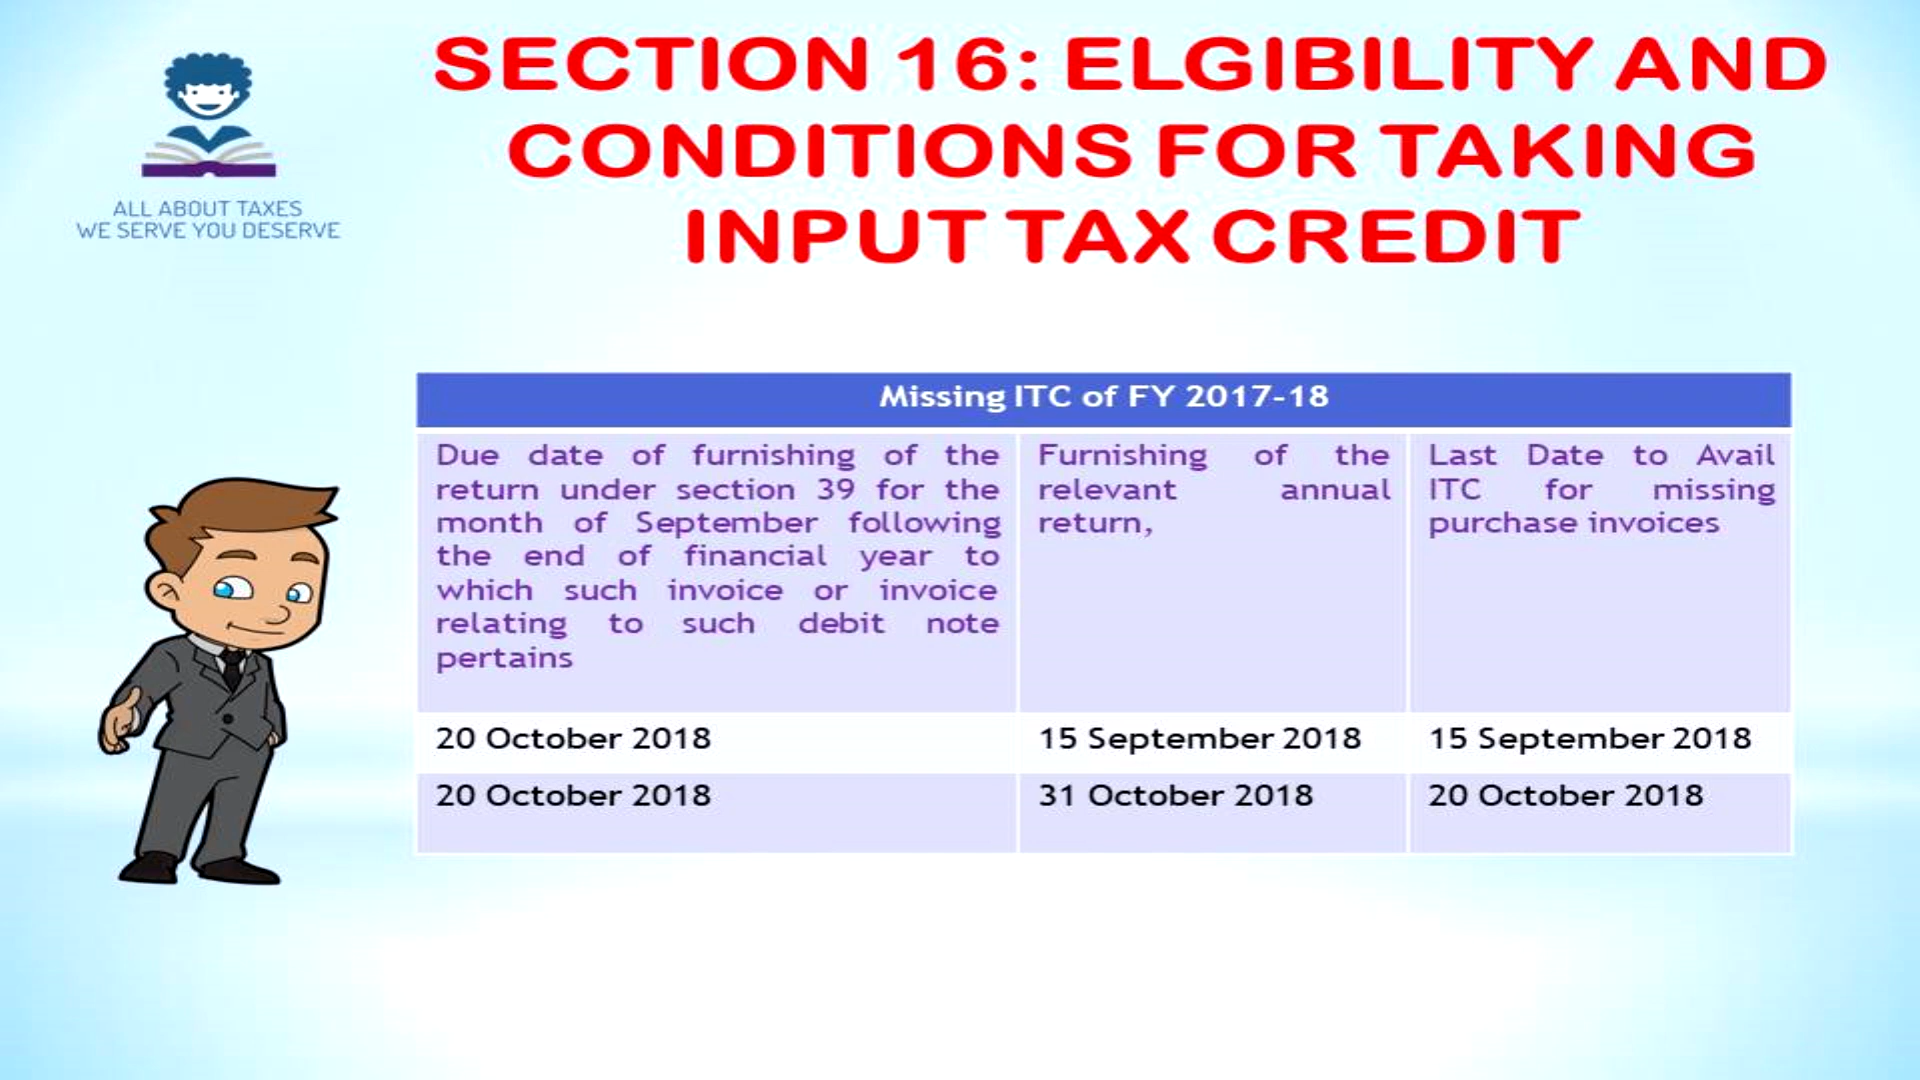 SECTION 16: ELGIBILITY AND
CONDITIONS FOR TAKING
INPUT TAX CREDIT
ALL ABOUT TAXES
WE SERVE YOU DESERVE
Missing ITC of FY 2017-18
Due date of furnishing of the
return under section 39 for the
month of September following
the end of financial year to
which such invoice or invoice
relating to such debit note
pertains
Furnishing of the
relevant annual
return,
Last Date to Avail
ITC for missing
purchase invoices
20 October 2018
15 September 2018
15 September 2018
20 October 2018
31 October 2018
20 October 2018